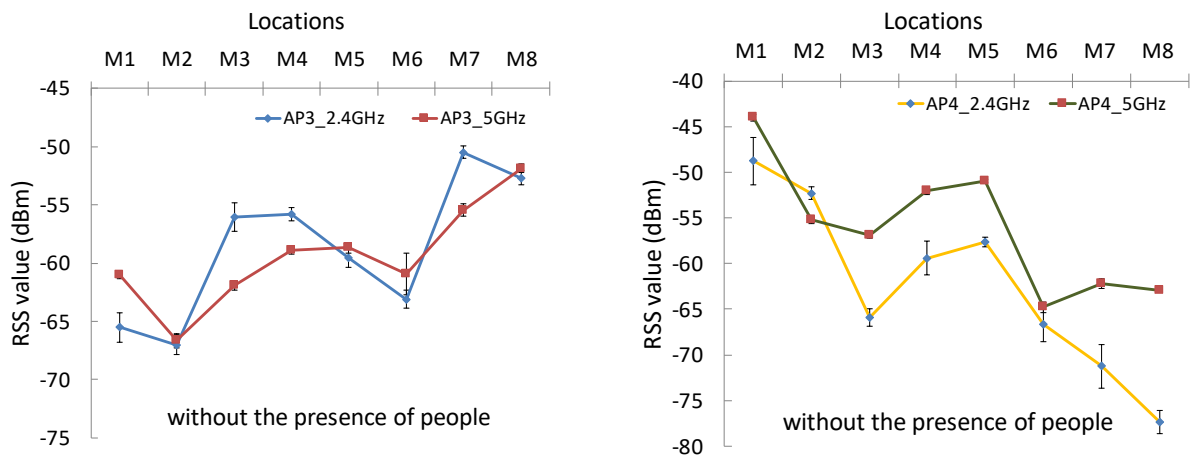 Locations
M1 M2 M3 M4 M5 M6 M7 M8
-45
-50
-55
-60
-65
-70
-75
RSS value (dBm)
AP3_2.4GHz AP3_5GHz
without the presence of people
Locations
M1 M2 M3 M4 M5 M6 M7 M8
-40
-45
-50
-55
-60
-65
-70
-75
-80
RSS value (dBm)
AP4_2.4GHz AP4_5GHz
without the presence of people